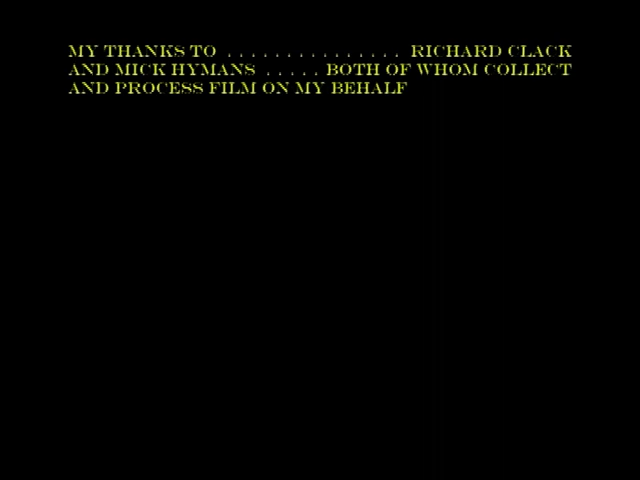 MY THANKS TO . . . . . . . . . . . . . . . RICHARD CLACK
AND MICK HYMANS . . . . . BOTH OF WHOM COLLECT
AND PROCESS FILM ON MY BEHALF